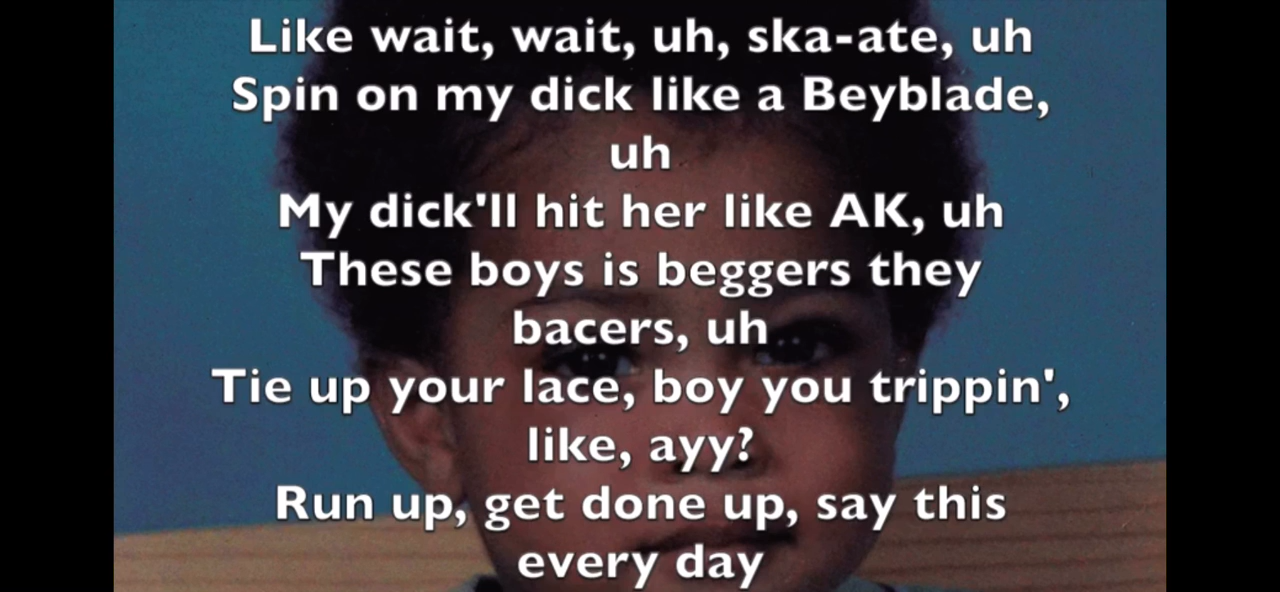 Like wait, wait, uh, ska-ate, uh
Spin on my dick like a Beyblade,
uh
My dick'll hit her like AK, uh
These boys is beggers they
bacers, uh
Tie up your lace, boy you trippin',
like, ayy?
Run up, get done up, say this
every day